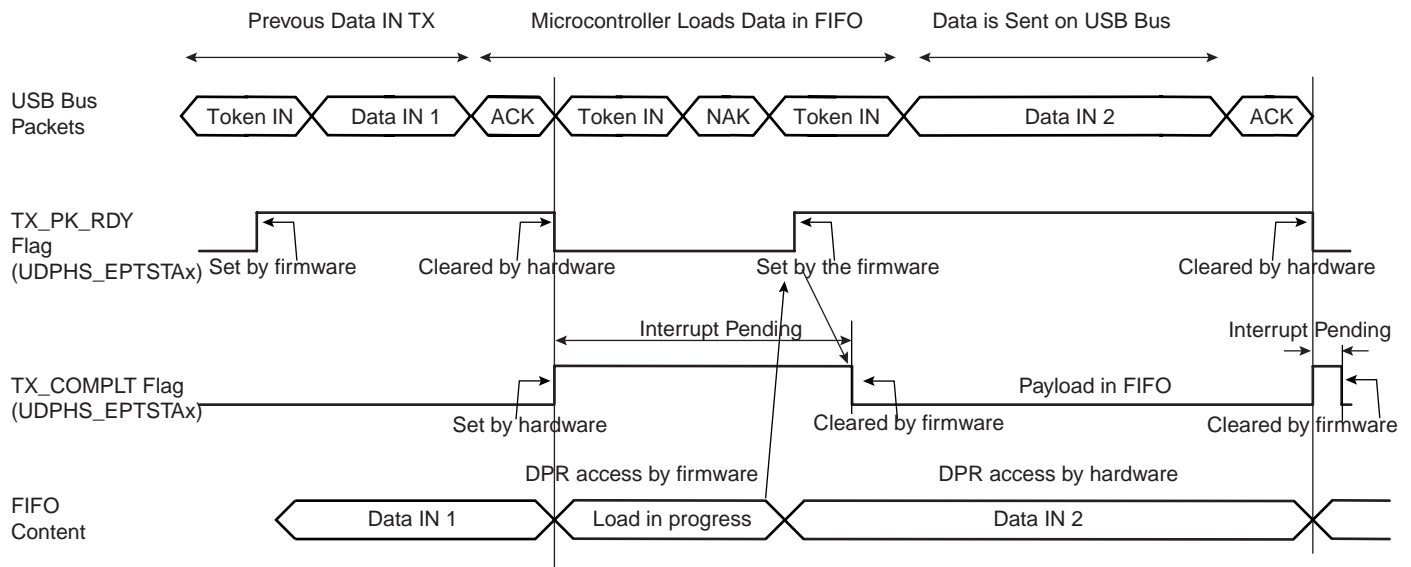 Prevous Data IN TX
Microcontroller Loads Data in FIFO
Data is Sent on USB Bus
USB Bus
Packets
Token IN
Data IN 1
ACK
Token IN
NAK
Token IN
Data IN 2
ACK
TX_PK_RDY
Flag
(UDPHS_EPTSTAx)
Set by firmware
Cleared by hardware
Set by the firmware
Cleared by hardware
Interrupt Pending
Interrupt Pending
TX_COMPLT Flag
(UDPHS_EPTSTAx)
Payload in FIFO
Set by hardware
Cleared by firmware
Cleared by firmware
DPR access by firmware
DPR access by hardware
FIFO
Content
Data IN 1
Load in progress
Data IN 2